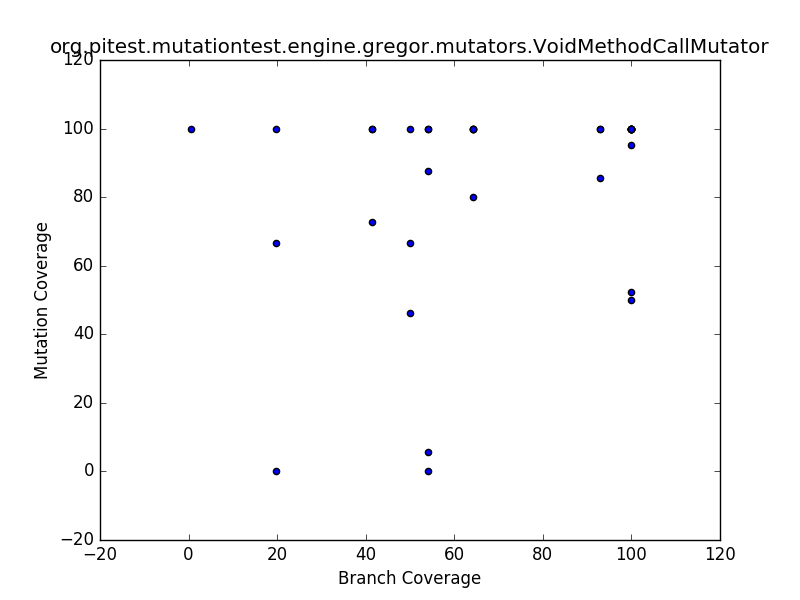 org.pitest.mutationtest.engine.gregor.mutators.VoidMethodCallMutator
120
100
80
60
40
20
0
−20
Mutation Coverage
−20 0 20 40 60 80 100 120
Branch Coverage